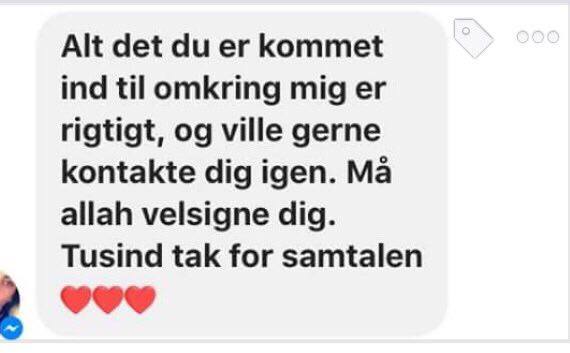 Alt det du er kommet
ind til omkring mig er
rigtigt, og ville gerne
kontakte dig igen. Må
allah velsigne dig.
Tusind tak for samtalen
❤️❤️❤️